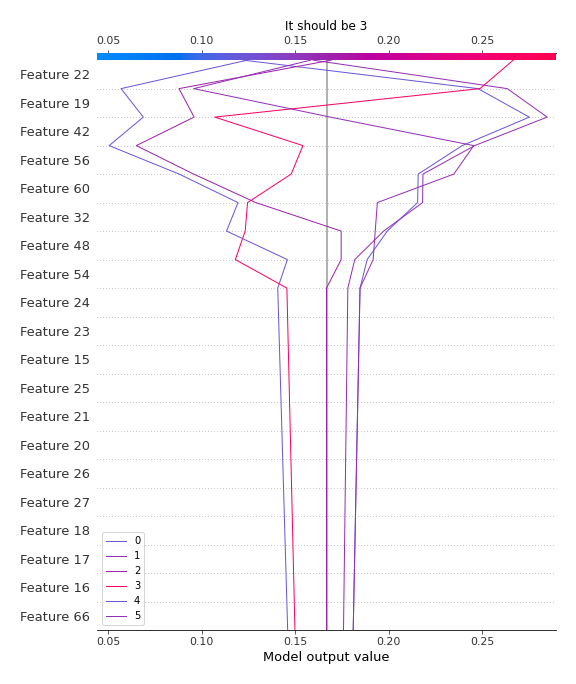 It should be 3
0.05 0.10 0.15 0.20 0.25
Feature 22
Feature 19
Feature 42
Feature 56
Feature 60
Feature 32
Feature 48
Feature 54
Feature 24
Feature 23
Feature 15
Feature 25
Feature 21
Feature 20
Feature 26
Feature 27
Feature 18
Feature 17
Feature 16
Feature 66
0
1
2
3
4
5
0.05 0.10 0.15 0.20 0.25
Model output value